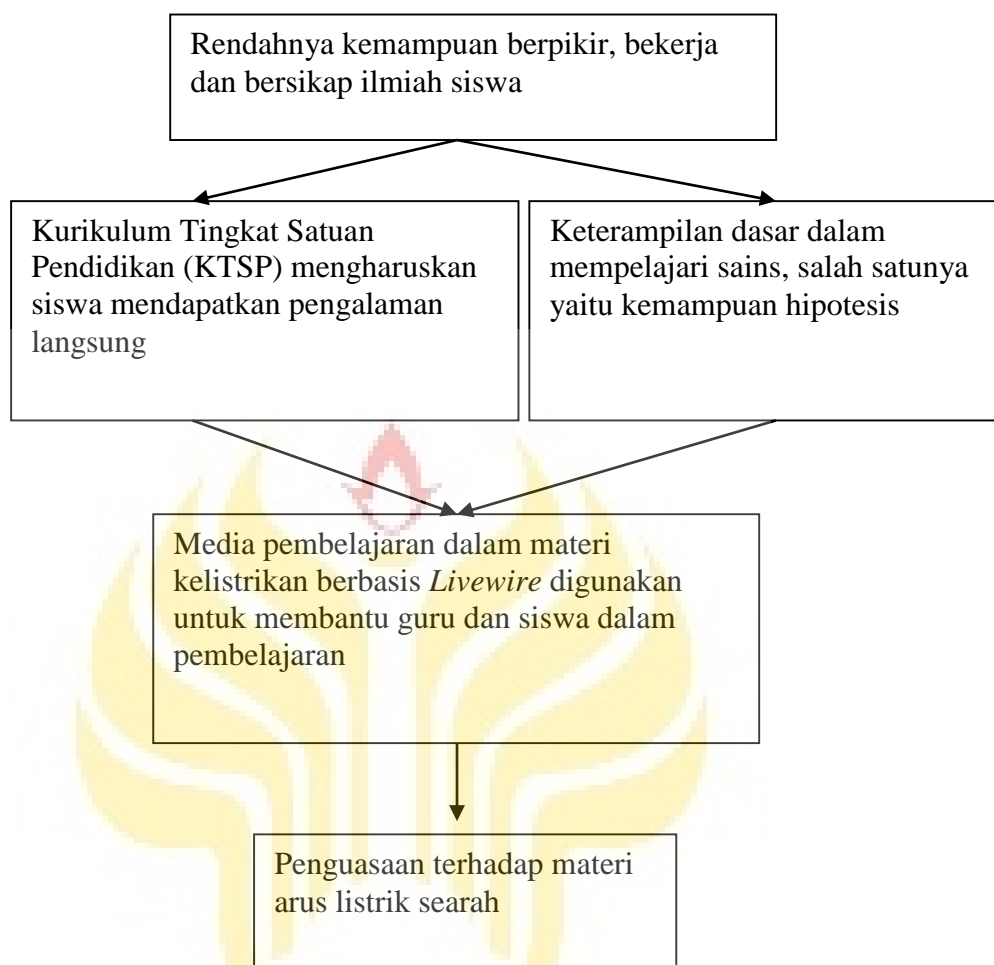 Rendahnya kemampuan berpikir, bekerja
dan bersikap ilmiah siswa
Kurikulum Tingkat Satuan
Pendidikan (KTSP) mengharuskan
siswa mendapatkan pengalaman
langsung
Keterampilan dasar dalam
mempelajari sains, salah satunya
yaitu kemampuan hipotesis
Media pembelajaran dalam materi
kelistrikan berbasis Livewire digunakan
untuk membantu guru dan siswa dalam
pembelajaran
Penguasaan terhadap materi
arus listrik searah